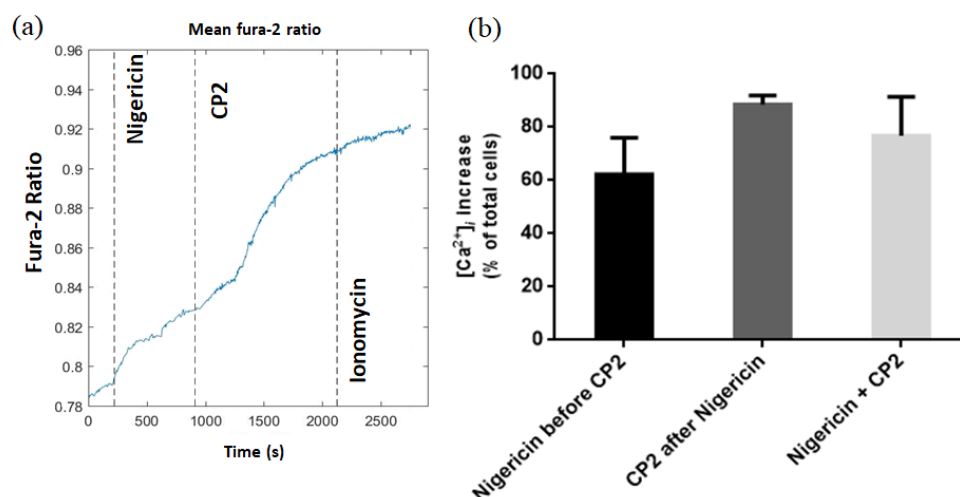 (a)
Mean fura-2 ratio
Fura-2 Ratio
0.96
0.94
0.92
0.9
0.88
0.86
0.84
0.82
0.8
0.78
Nigericin
CP2
Ionomycin
0
500
1000
1500
2000
2500
Time (s)
(b)
[Ca²⁺]ᵢ Increase
(% of total cells)
100
80
60
40
20
0
Nigericin before CP2
CP2 after Nigericin
Nigericin + CP2